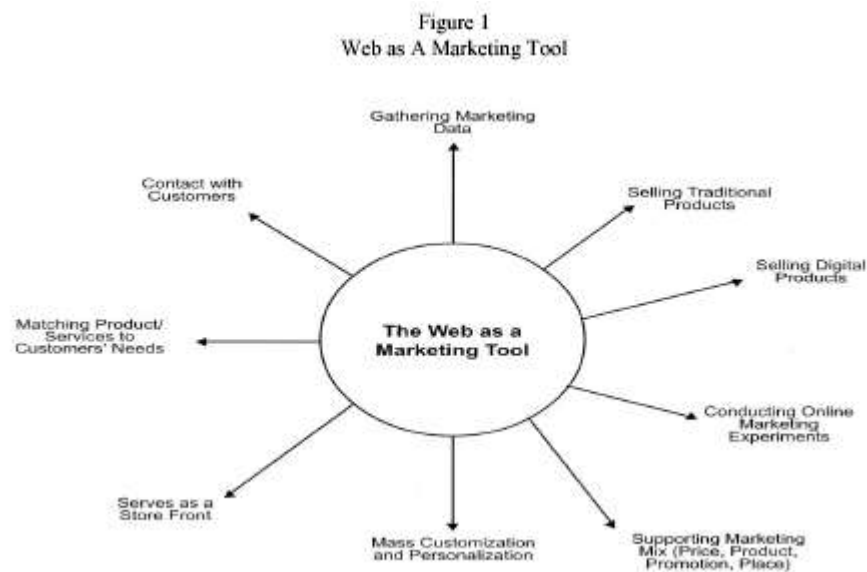 Figure 1
Web as A Marketing Tool
Gathering Marketing
Data
Contact with
Customers
Selling Traditional
Products
Selling Digital
Products
Matching Product/
Services to
Customers' Needs
The Web as a
Marketing Tool
Conducting Online
Marketing
Experiments
Serves as a
Store Front
Mass Customization
and Personalization
Supporting Marketing
Mix (Price, Product,
Promotion, Place)